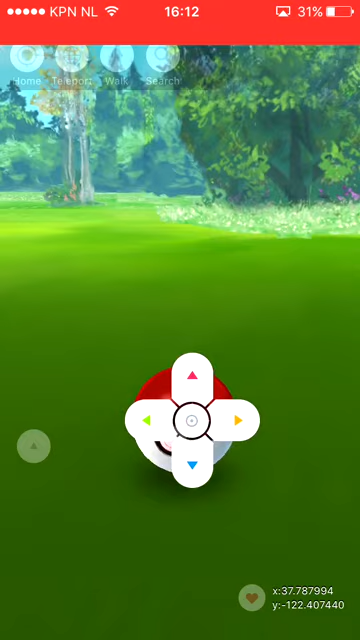 KPN NL 16:12 31%
Home Teleport Walk Search
x:37.787994
y:-122.407440